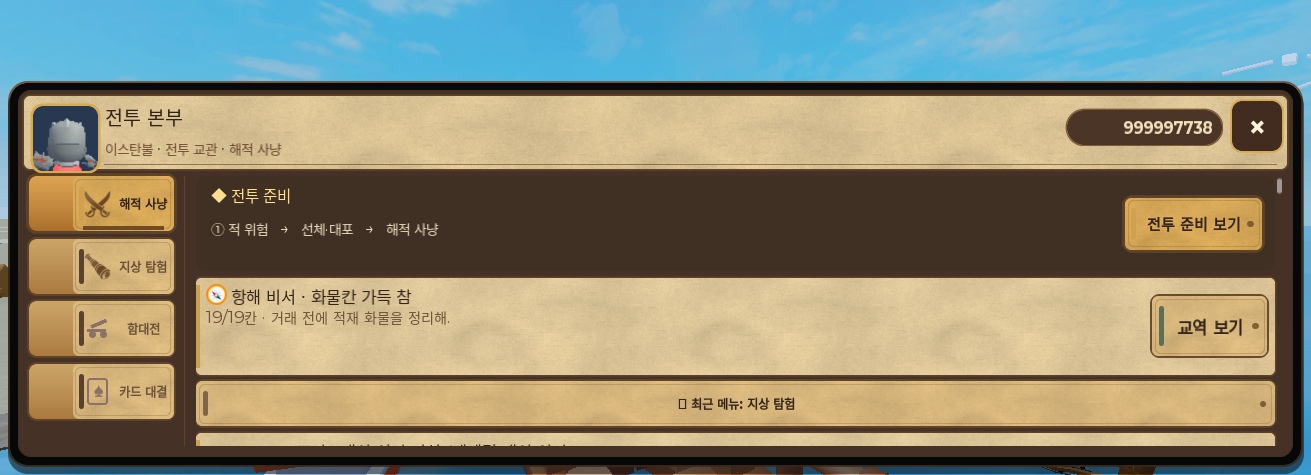 전투 본부
이스탄불 · 전투 교관 · 해적 사냥
999997738
×
해적 사냥
지상 탐험
함대전
카드 대결
◆ 전투 준비
① 적 위험 → 선체·대포 → 해적 사냥
전투 준비 보기
항해 비서 · 화물칸 가득 참
19/19칸 · 거래 전에 적재 화물을 정리해.
교역 보기
최근 메뉴: 지상 탐험